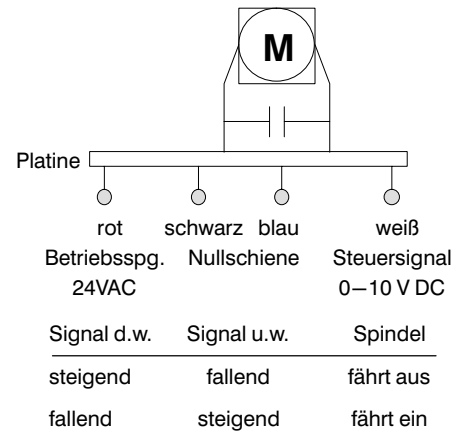 M
Platine
rot schwarz blau weiß
Betriebsspg. Nullschiene Steuersignal
24VAC 0–10 V DC
Signal d.w. Signal u.w. Spindel
steigend fallend fährt aus
fallend steigend fährt ein